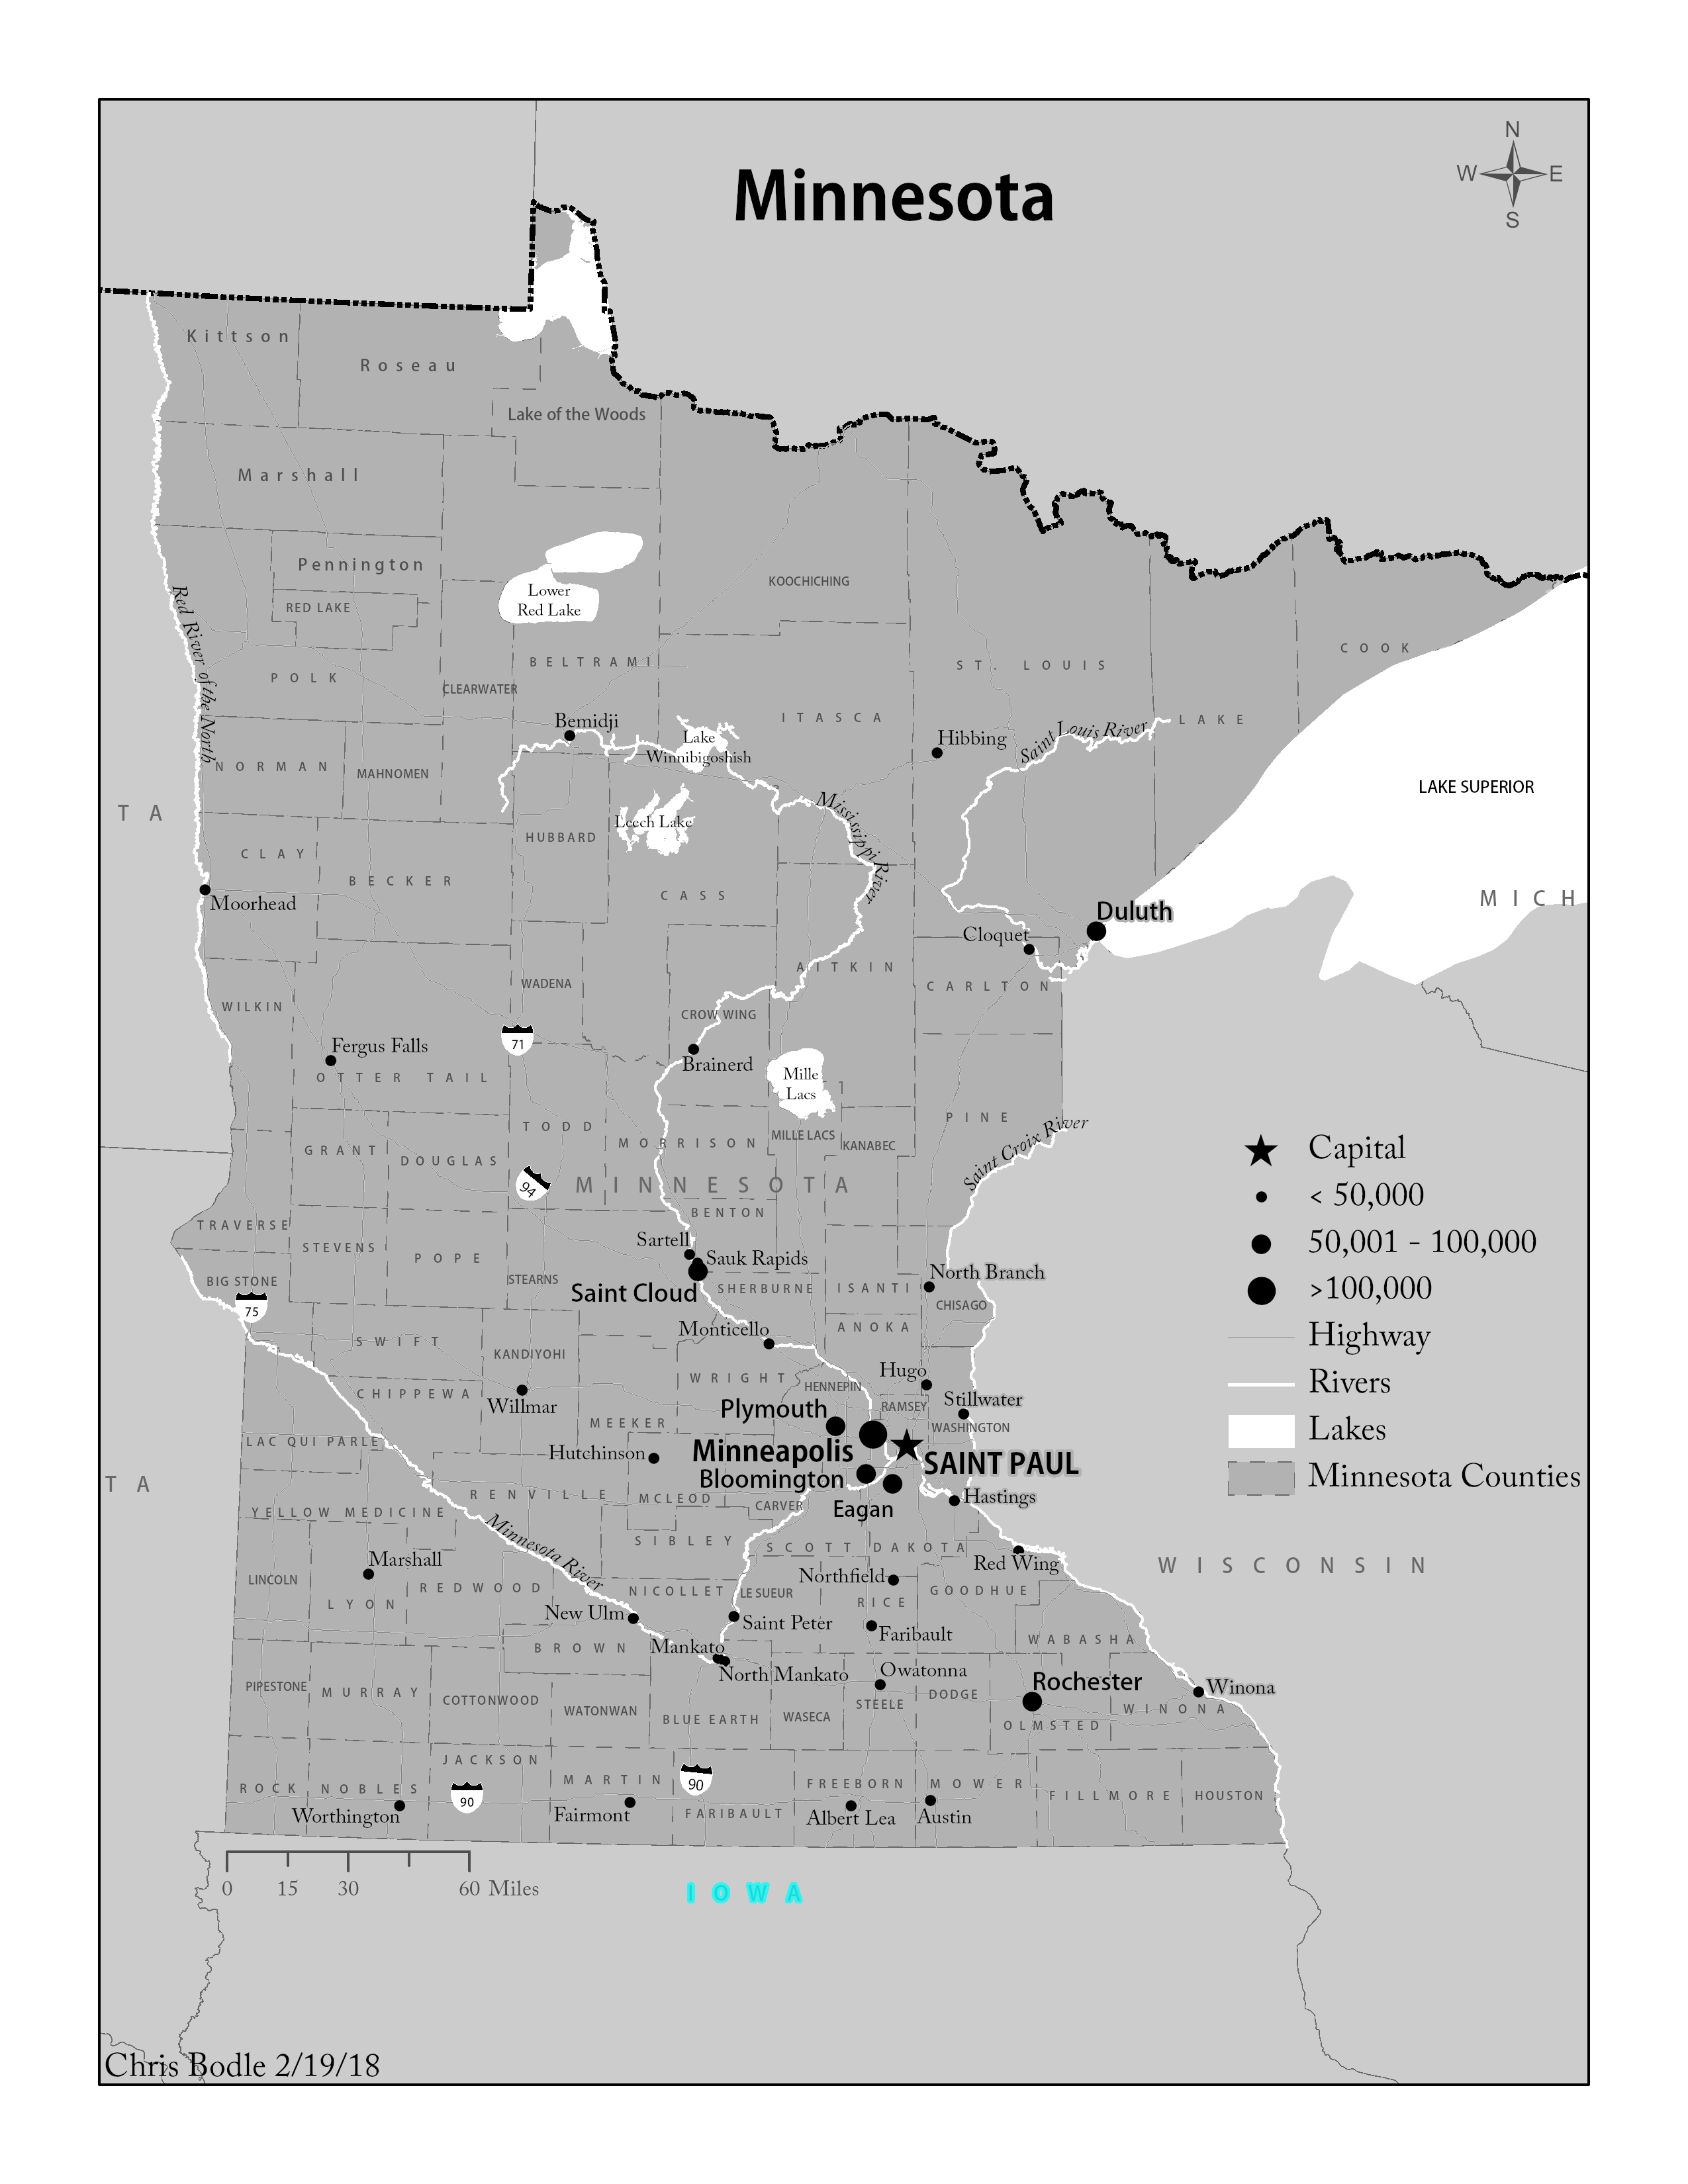 N
W E
S
Minnesota
Kittson
Roseau
Lake of the Woods
Marshall
Pennington
RED LAKE
Lower
Red Lake
KOOCHICHING
Red River of the North
POLK
CLEARWATER
BELTRAMI
ST. LOUIS
COOK
ITASCA
LAKE
Bemidji
Lake
Winnibigoshish
Hibbing
Saint Louis River
NORMAN
MAHNOMEN
LAKE SUPERIOR
TA
Mississippi River
Leech Lake
HUBBARD
CLAY
BECKER
CASS
MICH
Moorhead
Duluth
Cloquet
AITKIN
CARLTON
WADENA
WILKIN
CROW WING
71
Fergus Falls
Brainerd
OTTER TAIL
Mille
Lacs
PINE
TODD
MORRISON
MILLE LACS
KANABEC
Saint Croix River
GRANT
DOUGLAS
94
MINNESOTA
BENTON
TRAVERSE
STEVENS
POPE
Sartell
Sauk Rapids
STEARNS
BIG STONE
Saint Cloud
SHERBURNE
ISANTI
North Branch
CHISAGO
75
SWIFT
Monticello
ANOKA
KANDIYOHI
WRIGHT
HENNEPIN
Hugo
CHIPPEWA
Willmar
Plymouth
RAMSEY
Stillwater
WASHINGTON
MEEKER
LAC QUI PARLE
Hutchinson
Minneapolis
SAINT PAUL
Bloomington
RENVILLE
MCLEOD
CARVER
Eagan
Hastings
YELLOW MEDICINE
Minnesota River
SIBLEY
SCOTT
DAKOTA
Marshall
Red Wing
LINCOLN
LYON
REDWOOD
NICOLLET
LE SUEUR
Northfield
GOODHUE
RICE
New Ulm
Saint Peter
Faribault
BROWN
Mankato
WABASHA
North Mankato
Owatonna
Rochester
PIPESTONE
MURRAY
COTTONWOOD
WATONWAN
BLUE EARTH
WASECA
STEELE
DODGE
OLMSTED
WINONA
Winona
JACKSON
ROCK
NOBLES
90
MARTIN
90
FARIBAULT
FREEBORN
MOWER
FILLMORE
HOUSTON
Worthington
Fairmont
Albert Lea
Austin
TA
WISCONSIN
IOWA
Capital
< 50,000
50,001 - 100,000
>100,000
Highway
Rivers
Lakes
Minnesota Counties
0 15 30 60 Miles
Chris Bodle 2/19/18